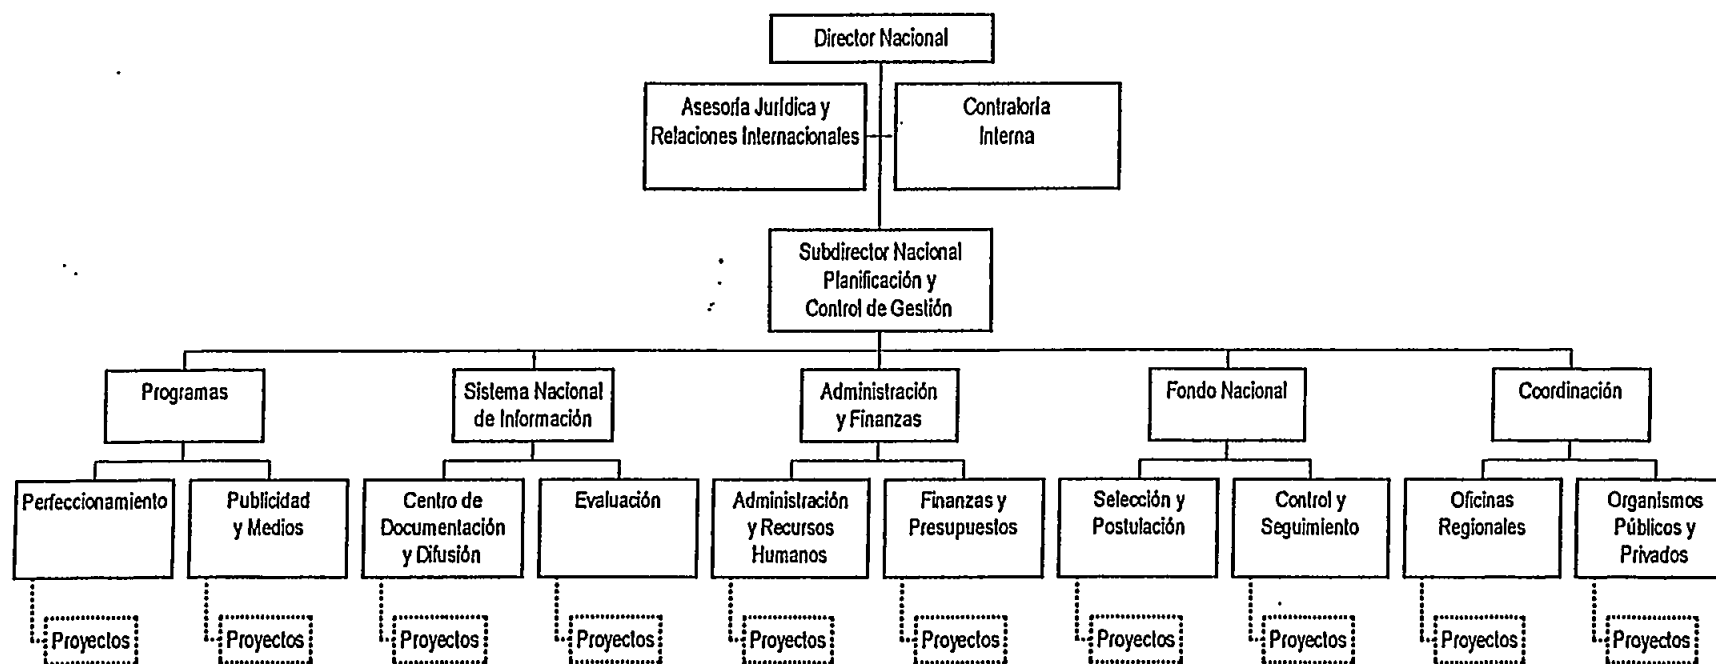 Director Nacional
Asesoría Jurídica y
Relaciones Internacionales
Contraloría
Interna
Subdirector Nacional
Planificación y
Control de Gestión
Programas
Sistema Nacional
de Información
Administración
y Finanzas
Fondo Nacional
Coordinación
Perfeccionamiento
Publicidad
y Medios
Centro de
Documentación
y Difusión
Evaluación
Administración
y Recursos
Humanos
Finanzas y
Presupuestos
Selección y
Postulación
Control y
Seguimiento
Oficinas
Regionales
Organismos
Públicos y
Privados
Proyectos
Proyectos
Proyectos
Proyectos
Proyectos
Proyectos
Proyectos
Proyectos
Proyectos
Proyectos